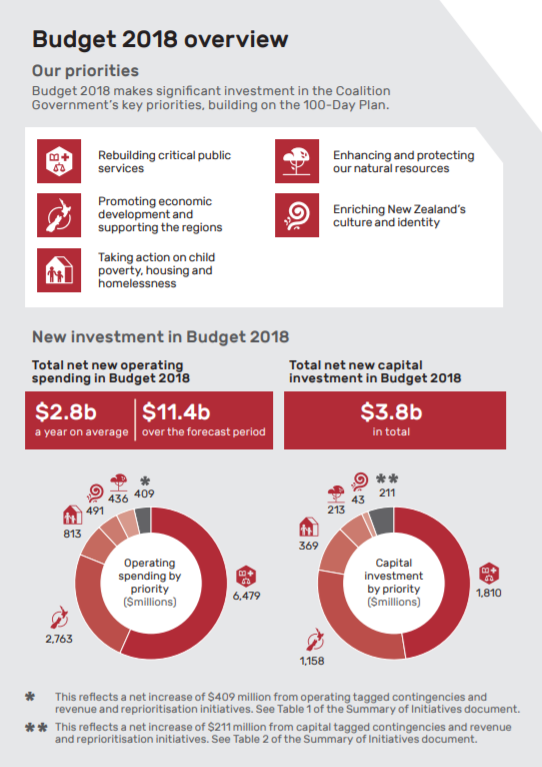 Budget 2018 overview
Our priorities
Budget 2018 makes significant investment in the Coalition
Government's key priorities, building on the 100-Day Plan.
Rebuilding critical public
services
Promoting economic
development and
supporting the regions
Taking action on child
poverty, housing and
homelessness
Enhancing and protecting
our natural resources
Enriching New Zealand's
culture and identity
New investment in Budget 2018
Total net new operating
spending in Budget 2018
$2.8b
a year on average
$11.4b
over the forecast period
Total net new capital
investment in Budget 2018
$3.8b
in total
*
409
436
491
813
2,763
6,479
Operating
spending by
priority
($millions)
**
211
43
213
369
1,158
1,810
Capital
investment
by priority
($millions)
* This reflects a net increase of $409 million from operating tagged contingencies and
revenue and reprioritisation initiatives. See Table 1 of the Summary of Initiatives document.
** This reflects a net increase of $211 million from capital tagged contingencies and revenue
and reprioritisation initiatives. See Table 2 of the Summary of Initiatives document.